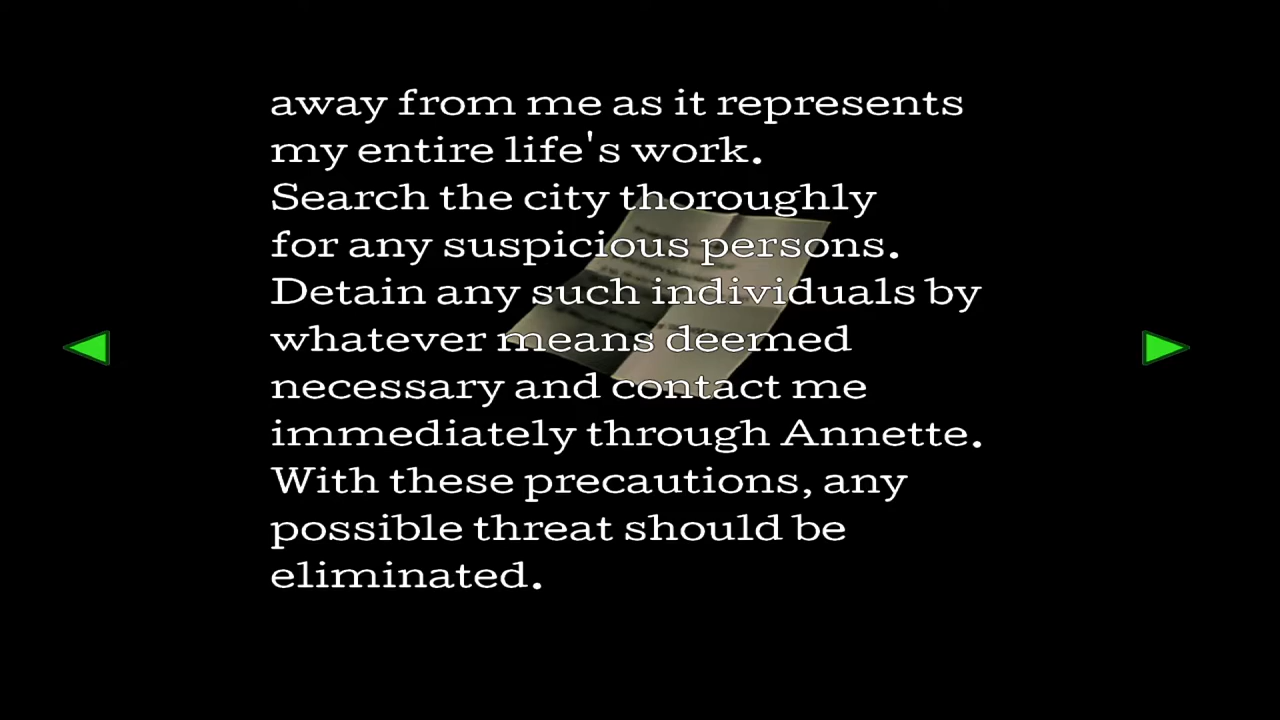 away from me as it represents
my entire life's work.
Search the city thoroughly
for any suspicious persons.
Detain any such individuals by
whatever means deemed
necessary and contact me
immediately through Annette.
With these precautions, any
possible threat should be
eliminated.